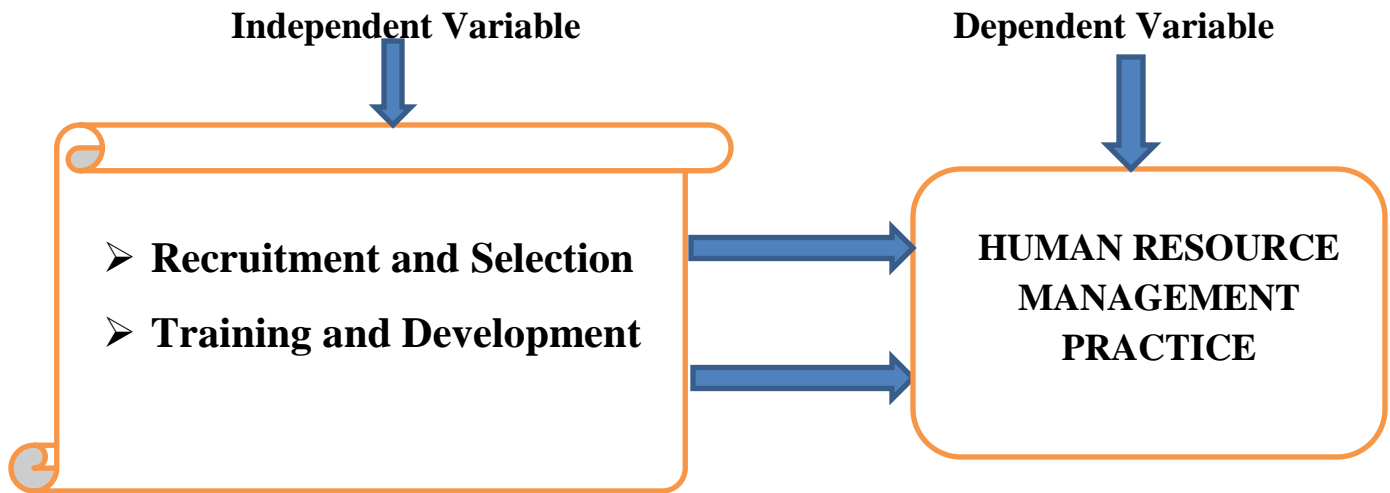 Independent Variable
Dependent Variable
➢ Recruitment and Selection
➢ Training and Development
HUMAN RESOURCE
MANAGEMENT
PRACTICE